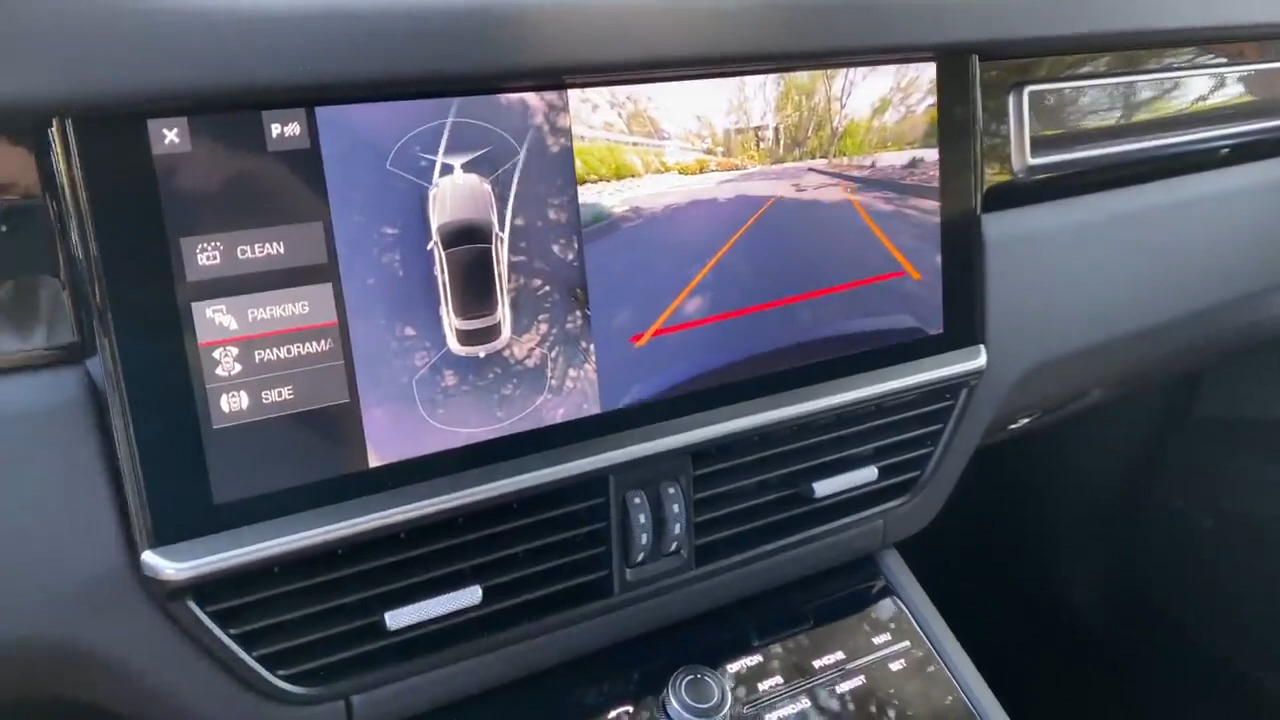 P
CLEAN
PARKING
PANORAMA
SIDE
OPTION
PHONE
NAV
APPS
ASSIST
SET
OFFROAD